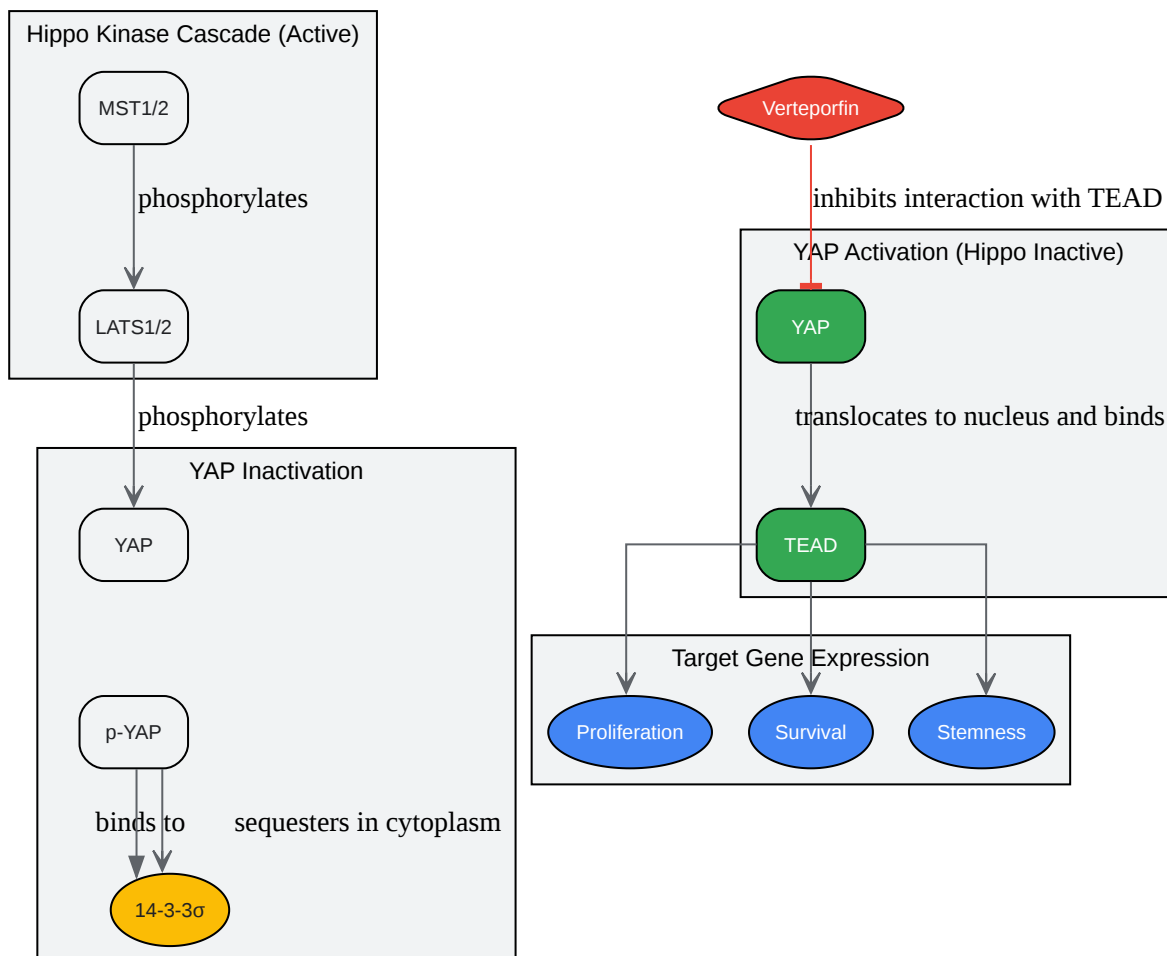 Hippo Kinase Cascade (Active)
MST1/2
phosphorylates
LATS1/2
phosphorylates
YAP Inactivation
YAP
p-YAP
binds to
sequesters in cytoplasm
14-3-3σ
Verteporfin
inhibits interaction with TEAD
YAP Activation (Hippo Inactive)
YAP
translocates to nucleus and binds
TEAD
Target Gene Expression
Proliferation
Survival
Stemness